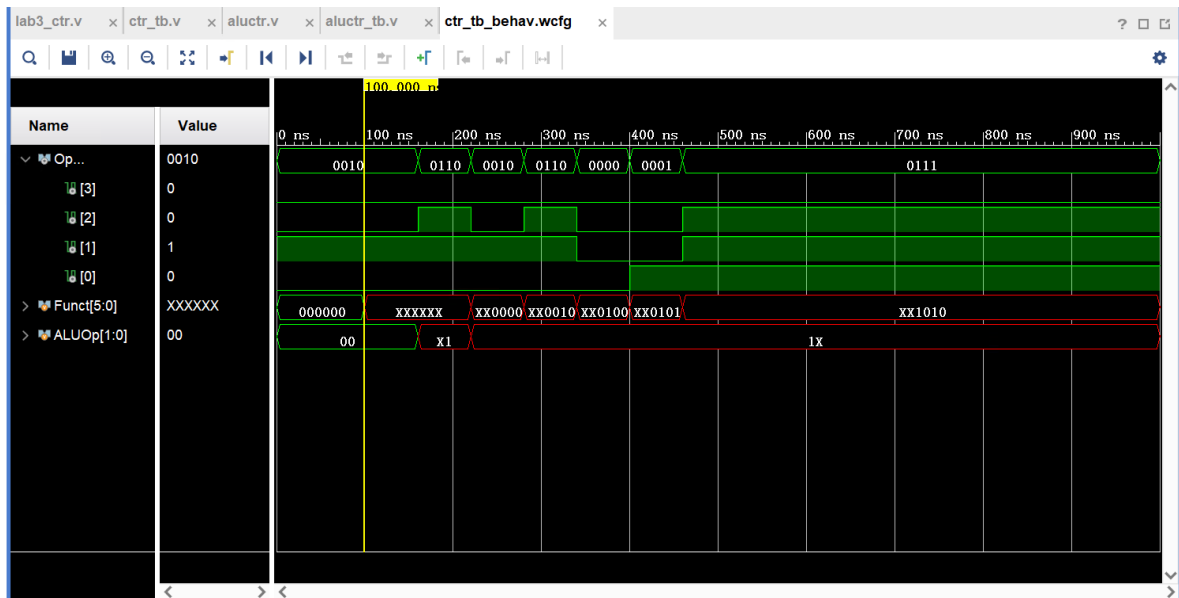 lab3_ctr.v × ctr_tb.v × aluctr.v × aluctr_tb.v × ctr_tb_behav.wcfg ×
100.000 ns
Name Value
0 ns 100 ns 200 ns 300 ns 400 ns 500 ns 600 ns 700 ns 800 ns 900 ns
Op... 0010 0010 0110 0010 0110 0000 0001 0111
[3] 0
[2] 0
[1] 1
[0] 0
Funct[5:0] XXXXXX 000000 XXXXXX XX0000 XX0010 XX0100 XX0101 XX1010
ALUOp[1:0] 00 00 X1 1X